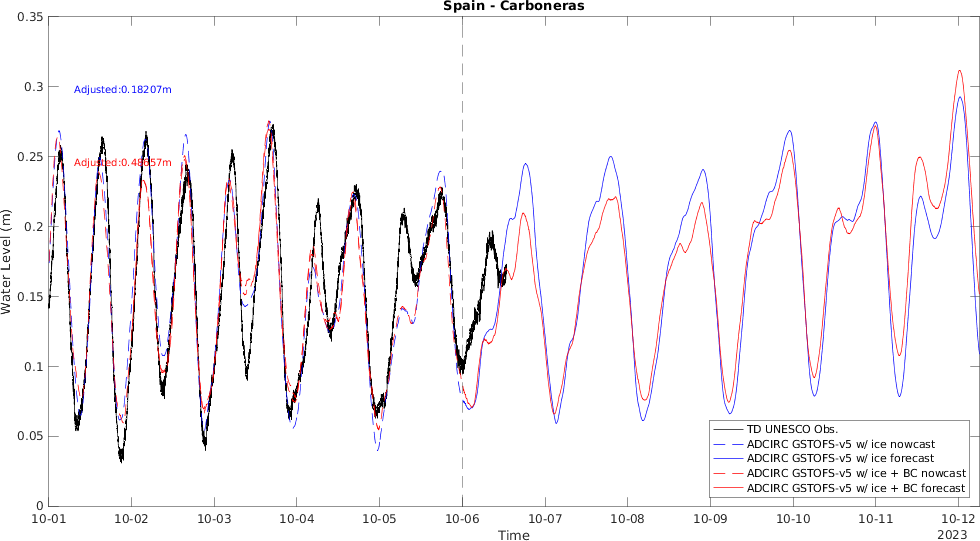 Spain - Carboneras
0.35
0.3
0.25
0.2
0.15
0.1
0.05
0
Water Level (m)
Adjusted:0.18207m
Adjusted:0.48657m
TD UNESCO Obs.
ADCIRC GSTOFS-v5 w/ ice nowcast
ADCIRC GSTOFS-v5 w/ ice forecast
ADCIRC GSTOFS-v5 w/ ice + BC nowcast
ADCIRC GSTOFS-v5 w/ ice + BC forecast
10-01 10-02 10-03 10-04 10-05 10-06 10-07 10-08 10-09 10-10 10-11 10-12
Time
2023